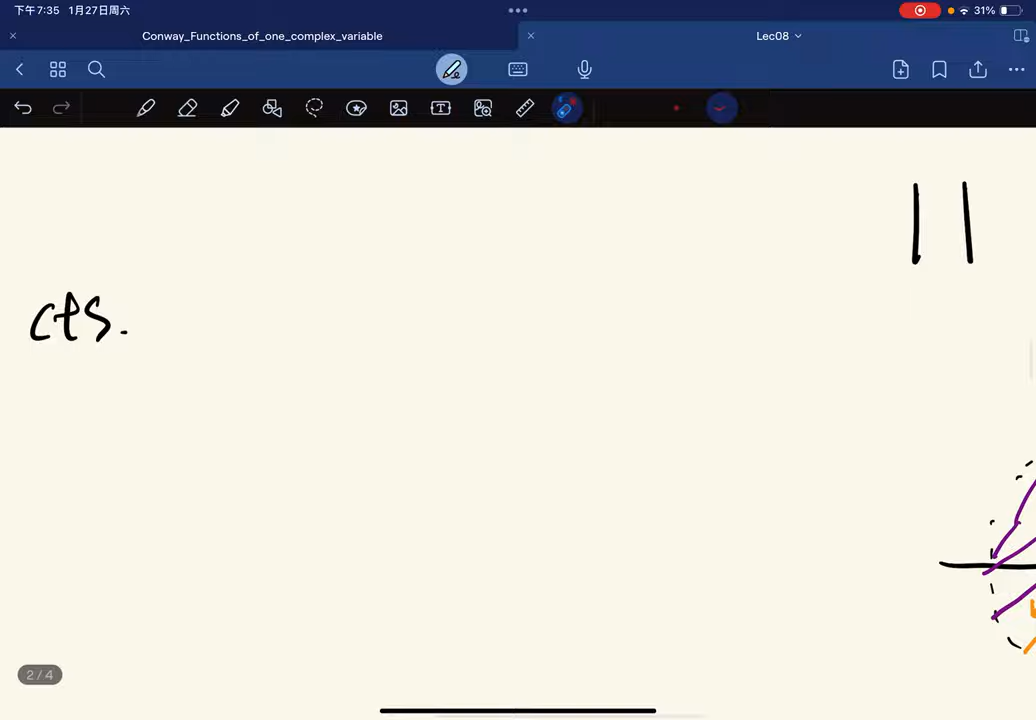 下午7:35 1月27日周六
31%
Conway_Functions_of_one_complex_variable
Lec08
cts.
2 / 4